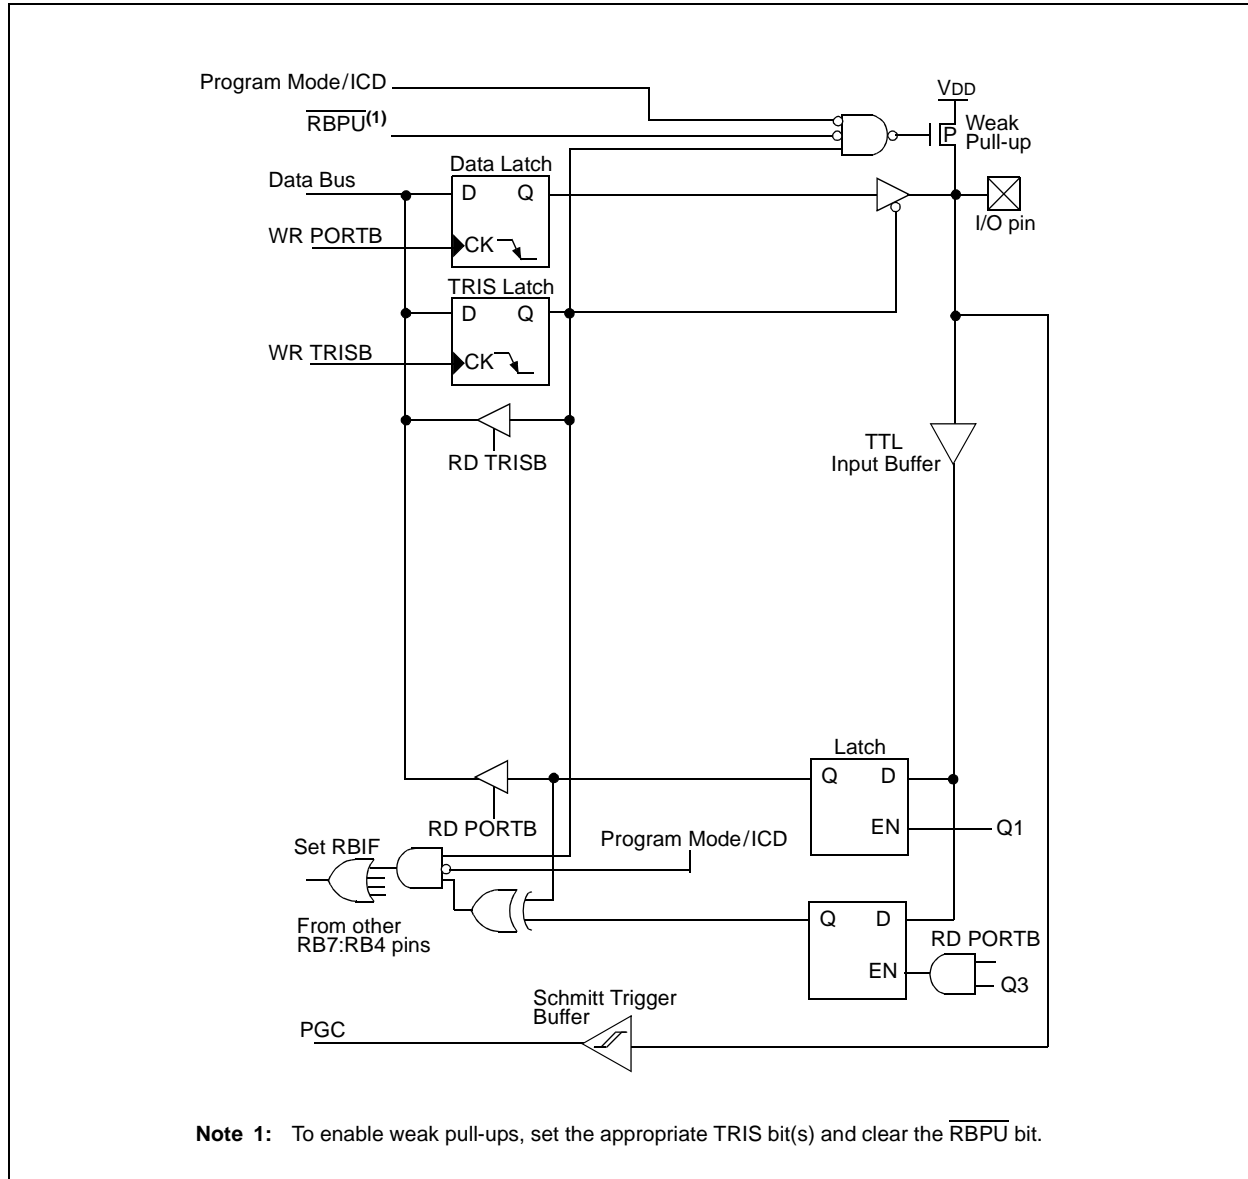 Program Mode/ICD
VDD
RBPU(1)
Weak
Pull-up
P
Data Latch
Data Bus
D Q
I/O pin
WR PORTB
CK
TRIS Latch
D Q
WR TRISB
CK
TTL
Input Buffer
RD TRISB
Latch
Q D
RD PORTB
EN
Q1
Program Mode/ICD
Set RBIF
From other
RB7:RB4 pins
Q D
RD PORTB
EN
Q3
Schmitt Trigger
Buffer
PGC
Note 1: To enable weak pull-ups, set the appropriate TRIS bit(s) and clear the RBPU bit.